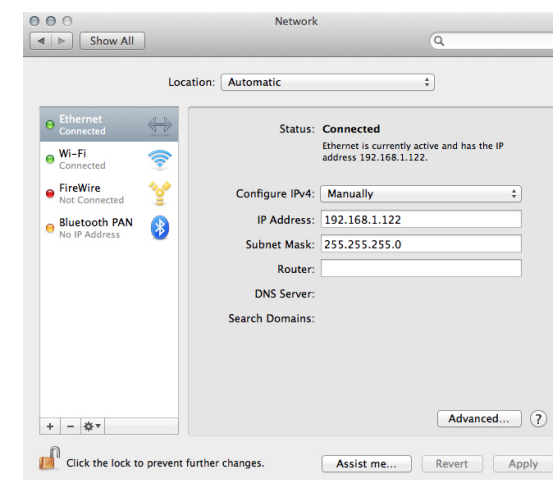 Network
Show All
Location: Automatic
Ethernet
Connected
Wi-Fi
Connected
FireWire
Not Connected
Bluetooth PAN
No IP Address
Status: Connected
Ethernet is currently active and has the IP
address 192.168.1.122.
Configure IPv4: Manually
IP Address: 192.168.1.122
Subnet Mask: 255.255.255.0
Router:
DNS Server:
Search Domains:
Advanced... ?
+ −
Click the lock to prevent further changes.
Assist me... Revert Apply